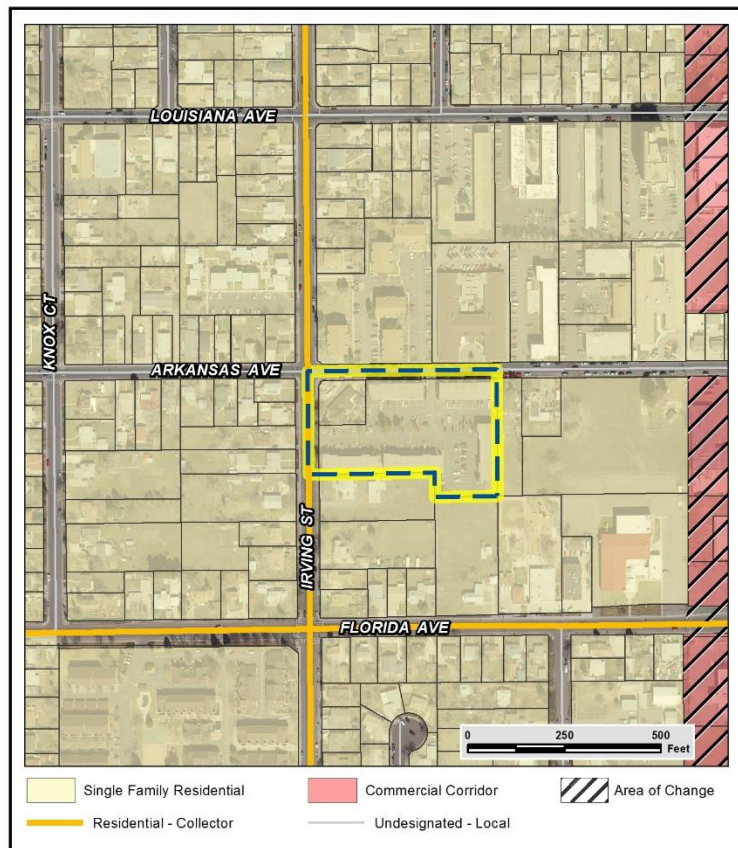 LOUISIANA AVE
KNOX CT
ARKANSAS AVE
IRVING ST
FLORIDA AVE
0 250 500
Feet
Single Family Residential
Commercial Corridor
Area of Change
Residential - Collector
Undesignated - Local